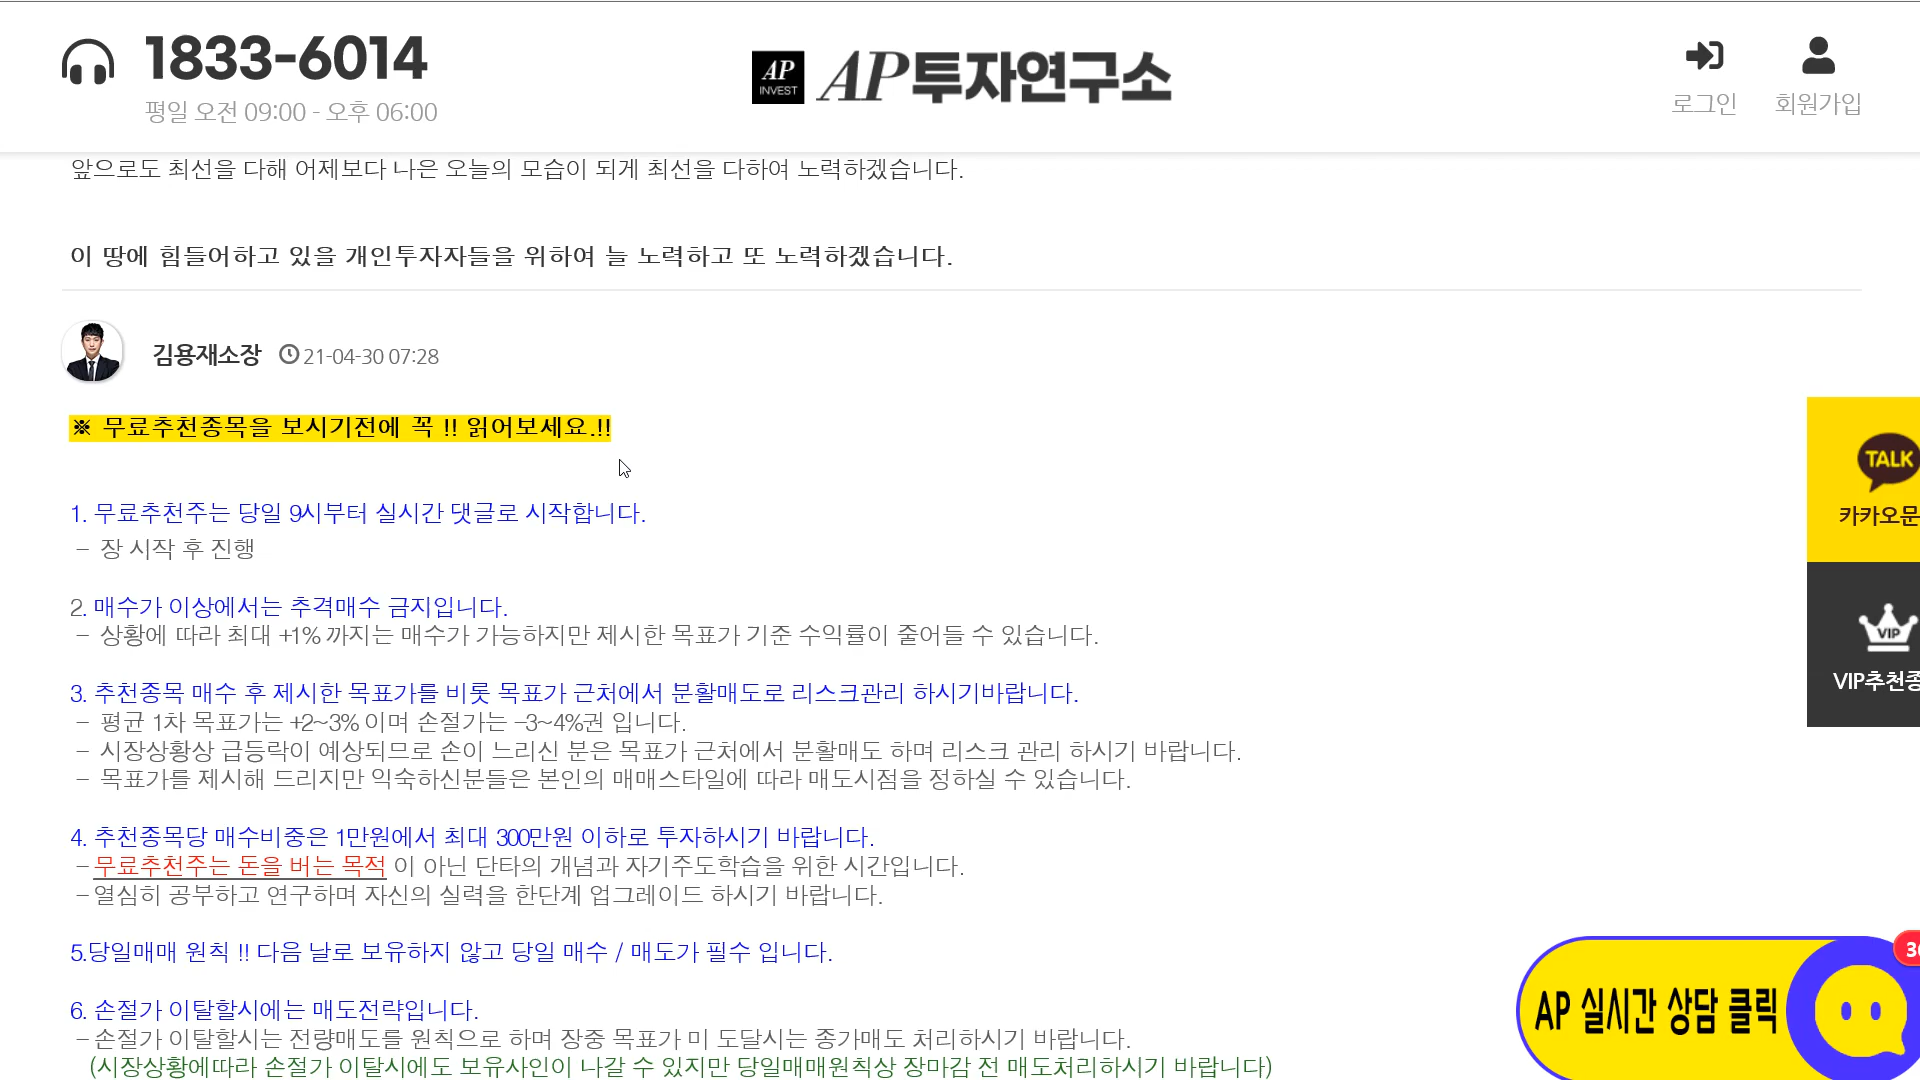 1833-6014
평일 오전 09:00 - 오후 06:00
AP
INVEST
AP투자연구소
로그인
회원가입
앞으로도 최선을 다해 어제보다 나은 오늘의 모습이 되게 최선을 다하여 노력하겠습니다.
이 땅에 힘들어하고 있을 개인투자자들을 위하여 늘 노력하고 또 노력하겠습니다.
김용재소장 21-04-30 07:28
※ 무료추천종목을 보시기전에 꼭 !! 읽어보세요.!!
1. 무료추천주는 당일 9시부터 실시간 댓글로 시작합니다.
- 장 시작 후 진행
2. 매수가 이상에서는 추격매수 금지입니다.
- 상황에 따라 최대 +1% 까지는 매수가 가능하지만 제시한 목표가 기준 수익률이 줄어들 수 있습니다.
3. 추천종목 매수 후 제시한 목표가를 비롯 목표가 근처에서 분활매도로 리스크관리 하시기바랍니다.
- 평균 1차 목표가는 +2~3% 이며 손절가는 -3~4%권 입니다.
- 시장상황상 급등락이 예상되므로 손이 느리신 분은 목표가 근처에서 분활매도 하며 리스크 관리 하시기 바랍니다.
- 목표가를 제시해 드리지만 익숙하신분들은 본인의 매매스타일에 따라 매도시점을 정하실 수 있습니다.
4. 추천종목당 매수비중은 1만원에서 최대 300만원 이하로 투자하시기 바랍니다.
-무료추천주는 돈을 버는 목적 이 아닌 단타의 개념과 자기주도학습을 위한 시간입니다.
-열심히 공부하고 연구하며 자신의 실력을 한단계 업그레이드 하시기 바랍니다.
5.당일매매 원칙 !! 다음 날로 보유하지 않고 당일 매수 / 매도가 필수 입니다.
6. 손절가 이탈할시에는 매도전략입니다.
-손절가 이탈할시는 전량매도를 원칙으로 하며 장중 목표가 미 도달시는 종가매도 처리하시기 바랍니다.
(시장상황에따라 손절가 이탈시에도 보유사인이 나갈 수 있지만 당일매매원칙상 장마감 전 매도처리하시기 바랍니다)
TALK
카카오문
VIP
VIP추천종
AP 실시간 상담 클릭